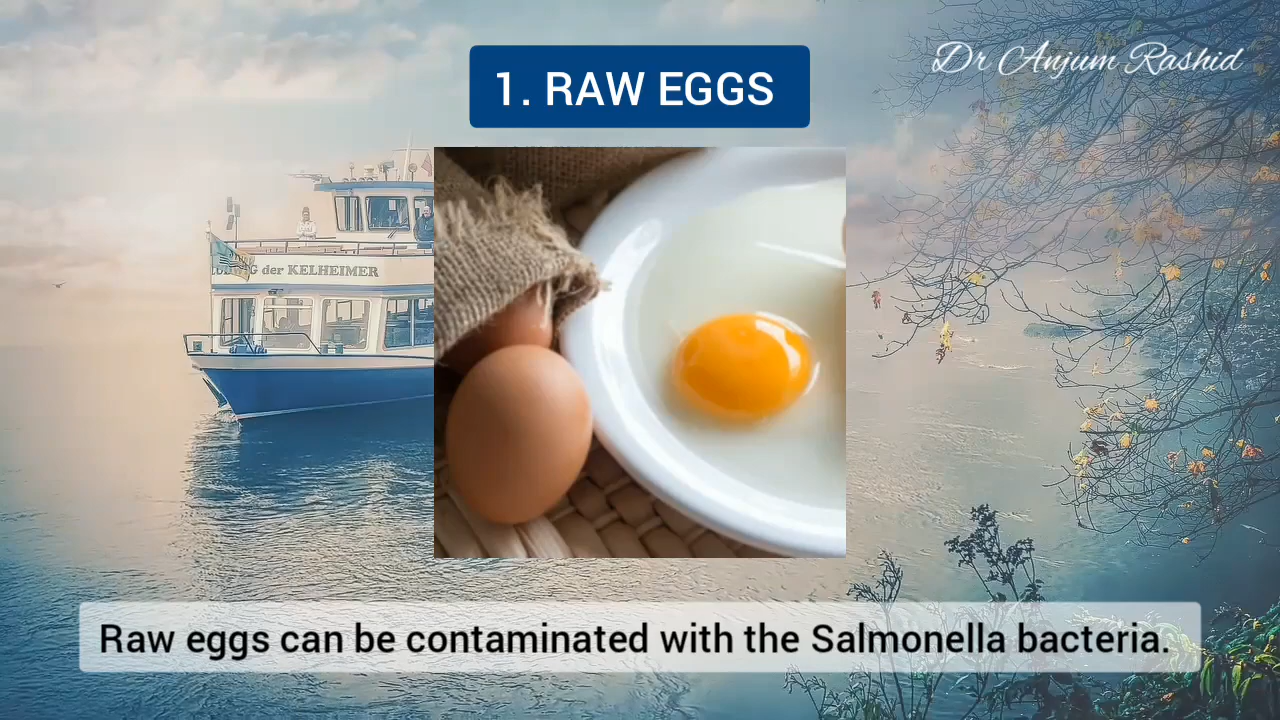 Dr Anjum Rashid
1. RAW EGGS
der KELHEIMER
Raw eggs can be contaminated with the Salmonella bacteria.